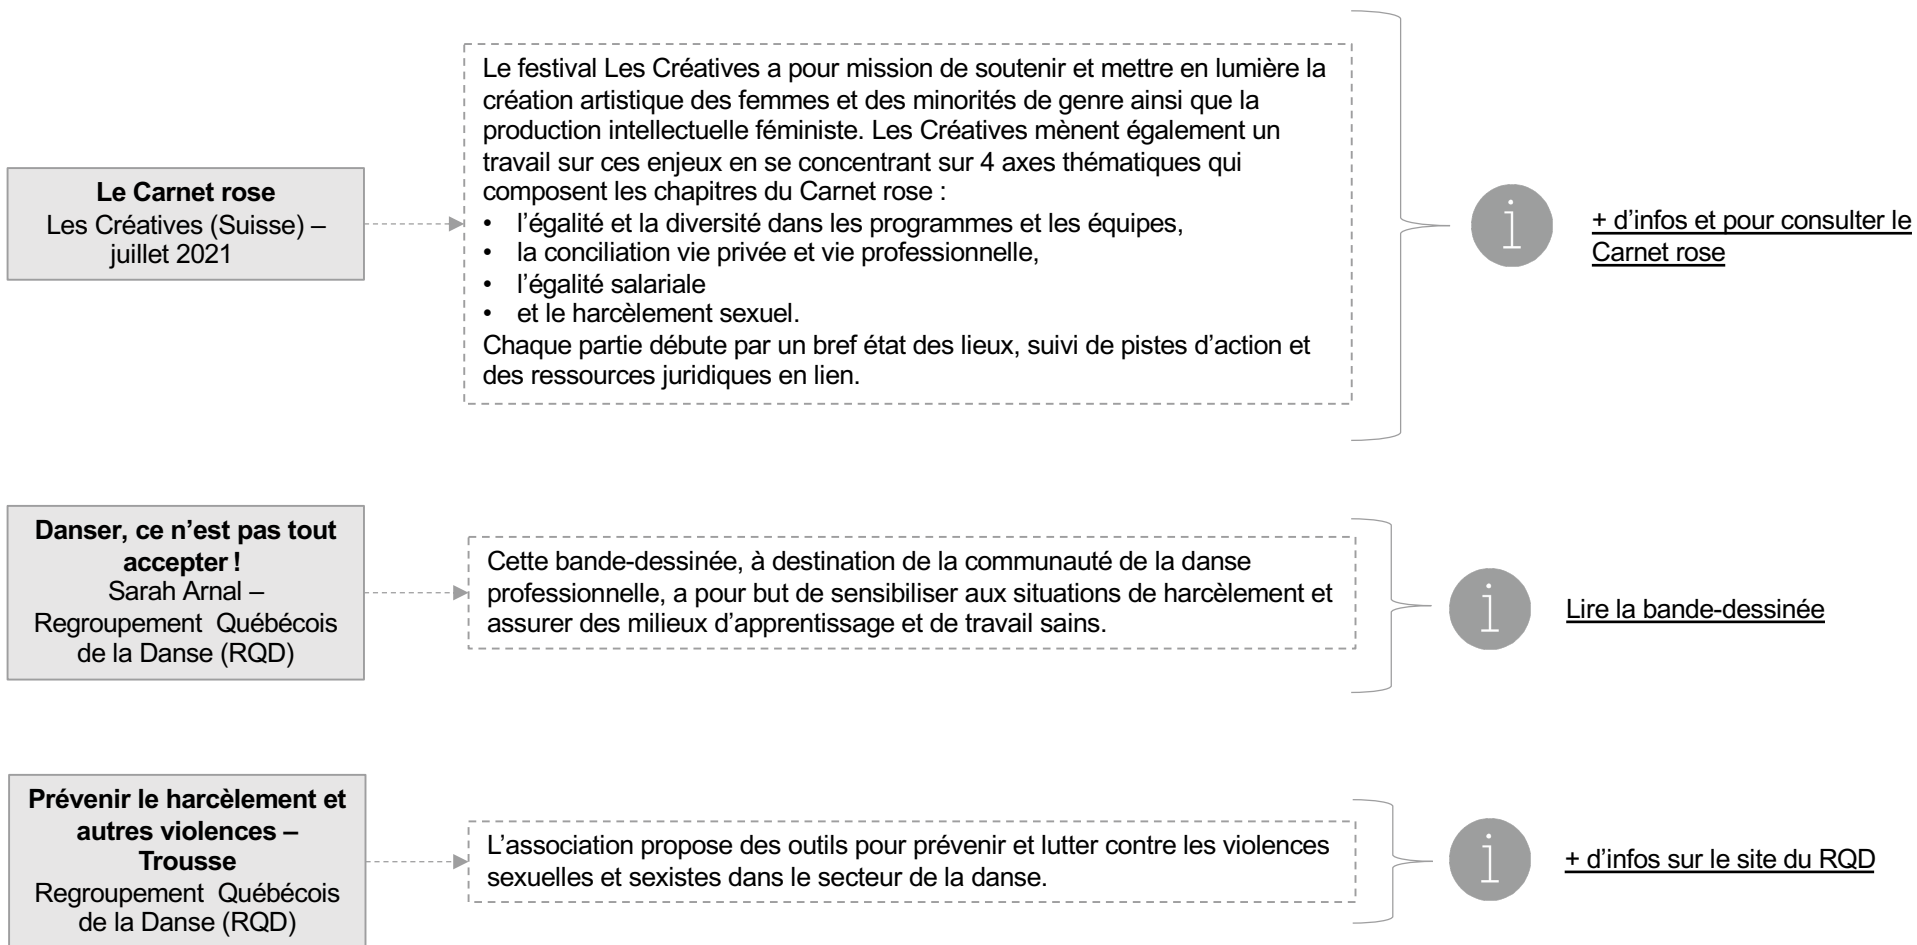 Le Carnet rose
Les Créatives (Suisse) –
juillet 2021
Le festival Les Créatives a pour mission de soutenir et mettre en lumière la
création artistique des femmes et des minorités de genre ainsi que la
production intellectuelle féministe. Les Créatives mènent également un
travail sur ces enjeux en se concentrant sur 4 axes thématiques qui
composent les chapitres du Carnet rose :
• l’égalité et la diversité dans les programmes et les équipes,
• la conciliation vie privée et vie professionnelle,
• l’égalité salariale
• et le harcèlement sexuel.
Chaque partie débute par un bref état des lieux, suivi de pistes d’action et
des ressources juridiques en lien.
i
+ d’infos et pour consulter le
Carnet rose
Danser, ce n’est pas tout
accepter !
Sarah Arnal –
Regroupement Québécois
de la Danse (RQD)
Cette bande-dessinée, à destination de la communauté de la danse
professionnelle, a pour but de sensibiliser aux situations de harcèlement et
assurer des milieux d’apprentissage et de travail sains.
i
Lire la bande-dessinée
Prévenir le harcèlement et
autres violences –
Trousse
Regroupement Québécois
de la Danse (RQD)
L’association propose des outils pour prévenir et lutter contre les violences
sexuelles et sexistes dans le secteur de la danse.
i
+ d’infos sur le site du RQD